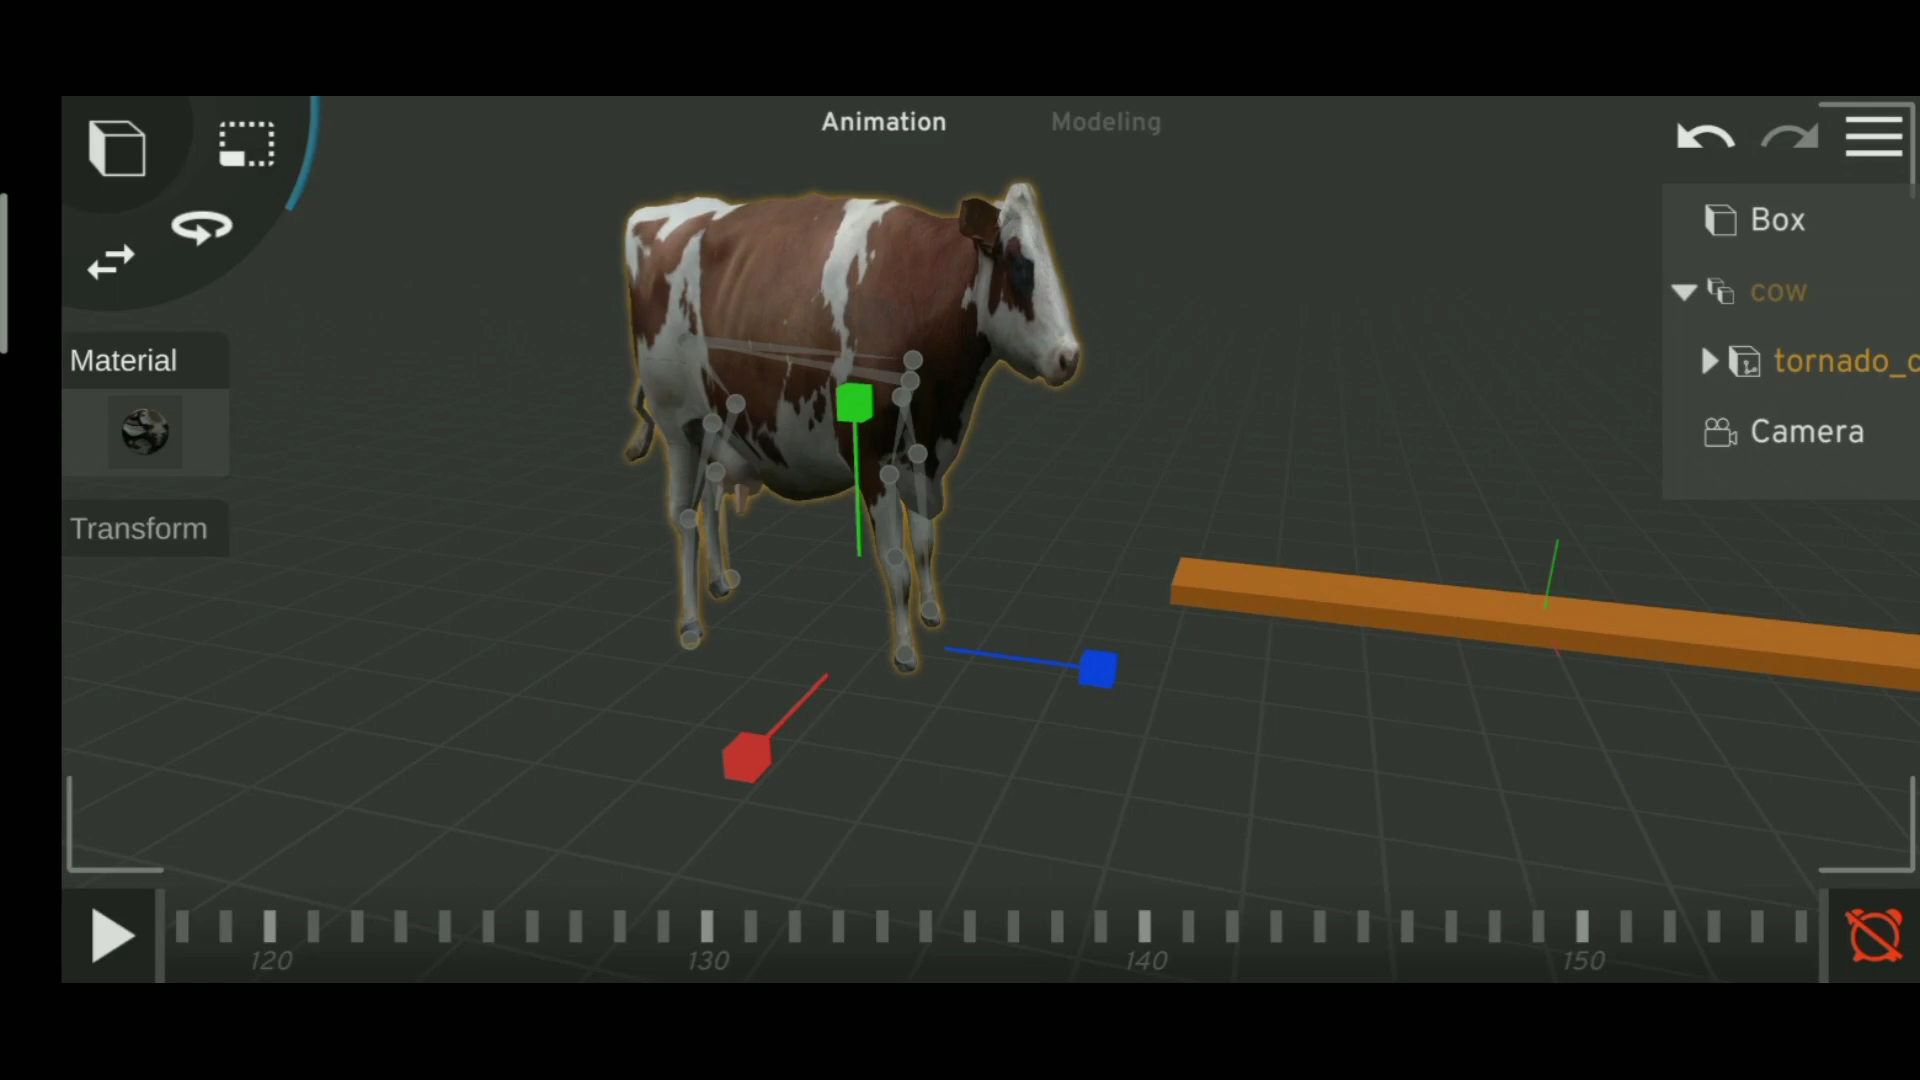 Animation
Modeling
Box
cow
tornado_c
Camera
Material
Transform
120
130
140
150